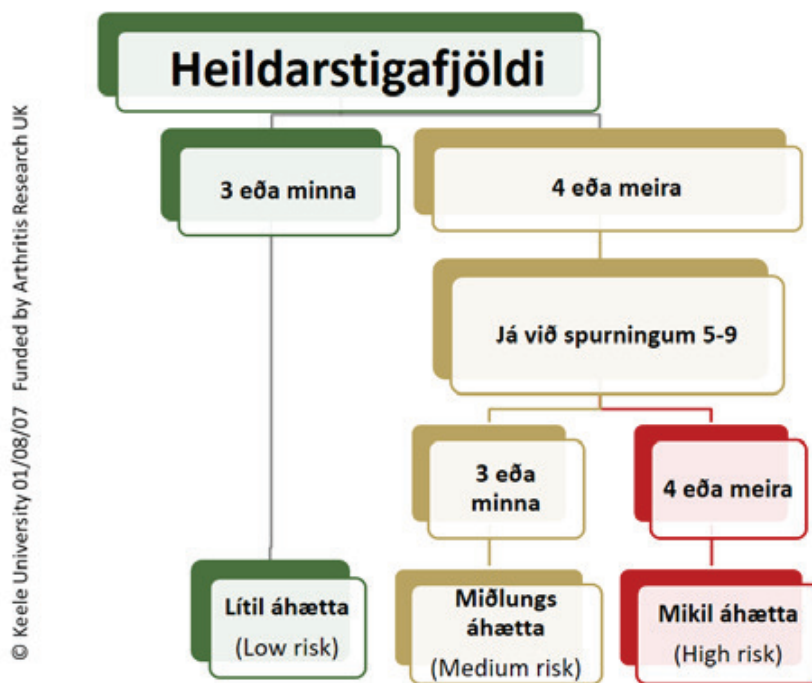 Heildarstigafjöldi
3 eða minna
4 eða meira
Já við spurningum 5-9
3 eða
minna
4 eða meira
Lítil áhætta
(Low risk)
Miðlungs
áhætta
(Medium risk)
Mikil áhætta
(High risk)
© Keele University 01/08/07 Funded by Arthritis Research UK